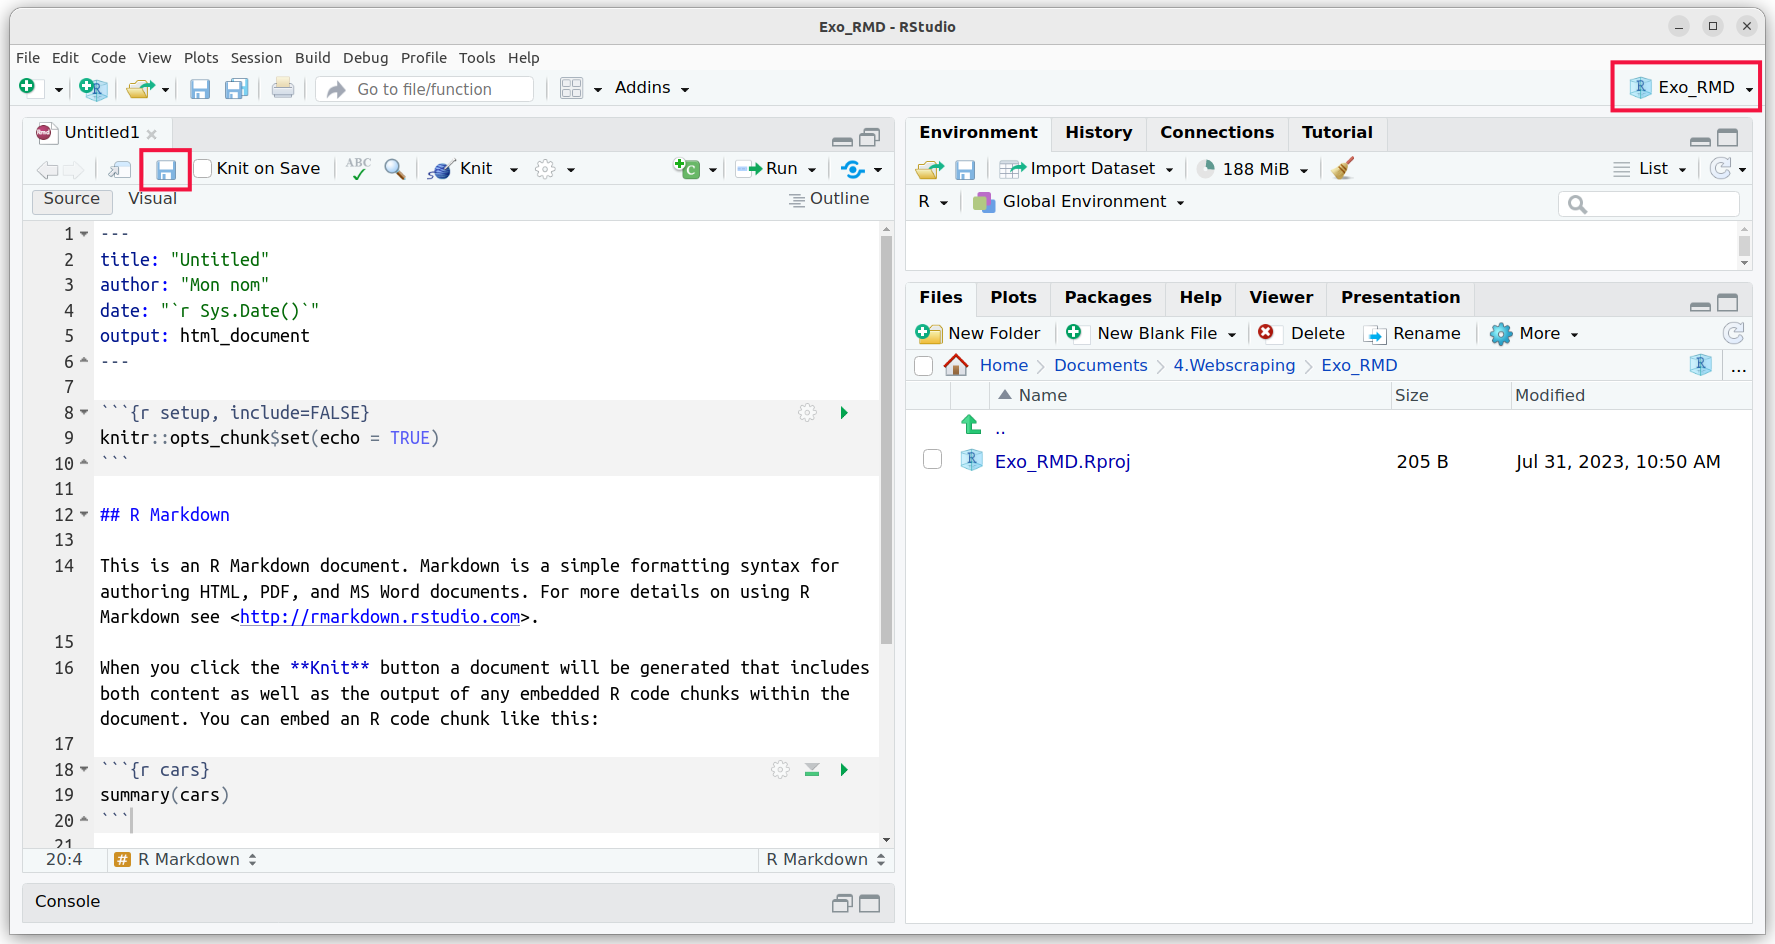 Exo_RMD - RStudio
File Edit Code View Plots Session Build Debug Profile Tools Help
Go to file/function Addins Exo_RMD
Untitled1
Knit on Save ABC Knit Run
Source Visual Outline
1 ---
2 title: "Untitled"
3 author: "Mon nom"
4 date: "`r Sys.Date()`"
5 output: html_document
6 ---
7
8 ```{r setup, include=FALSE}
9 knitr::opts_chunk$set(echo = TRUE)
10 ```
11
12 ## R Markdown
13
14 This is an R Markdown document. Markdown is a simple formatting syntax for
authoring HTML, PDF, and MS Word documents. For more details on using R
Markdown see <http://rmarkdown.rstudio.com>.
15
16 When you click the **Knit** button a document will be generated that includes
both content as well as the output of any embedded R code chunks within the
document. You can embed an R code chunk like this:
17
18 ```{r cars}
19 summary(cars)
20 ```
21
20:4 # R Markdown R Markdown
Console
Environment History Connections Tutorial
Import Dataset 188 MiB List
R Global Environment
Files Plots Packages Help Viewer Presentation
New Folder New Blank File Delete Rename More
Home Documents 4.Webscraping Exo_RMD ...
Name Size Modified
..
Exo_RMD.Rproj 205 B Jul 31, 2023, 10:50 AM